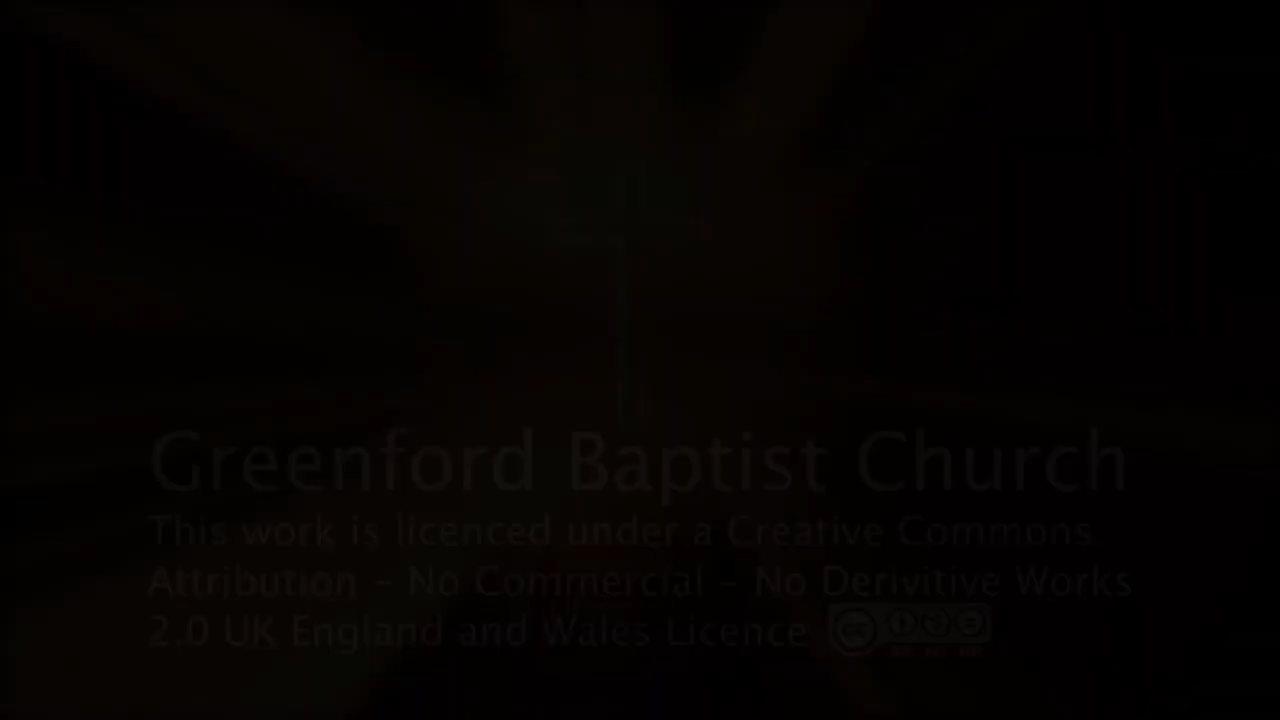 Greenford Baptist Church
This work is licenced under a Creative Commons
Attribution - No Commercial - No Derivitive Works
2.0 UK England and Wales Licence